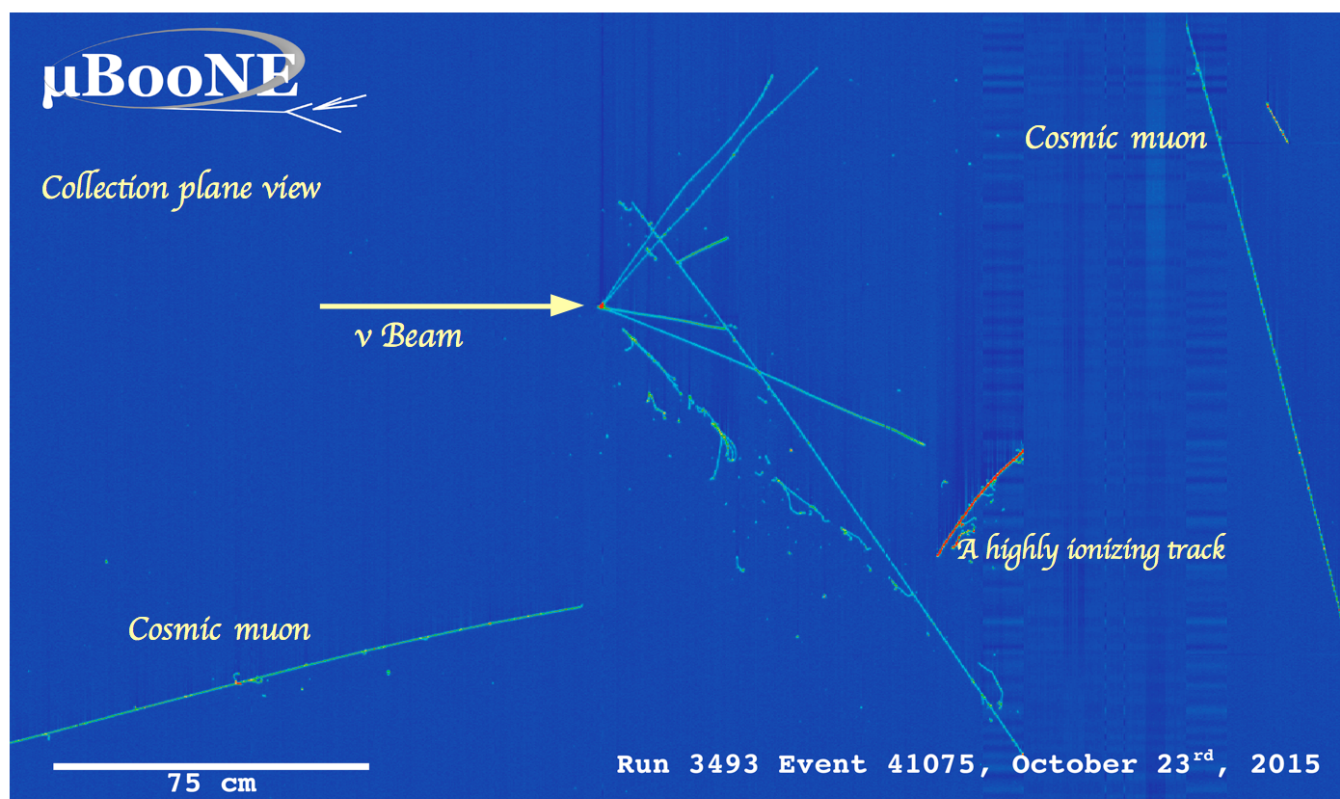 µBooNE
Collection plane view
Cosmic muon
ν Beam
A highly ionizing track
Cosmic muon
75 cm
Run 3493 Event 41075, October 23rd, 2015